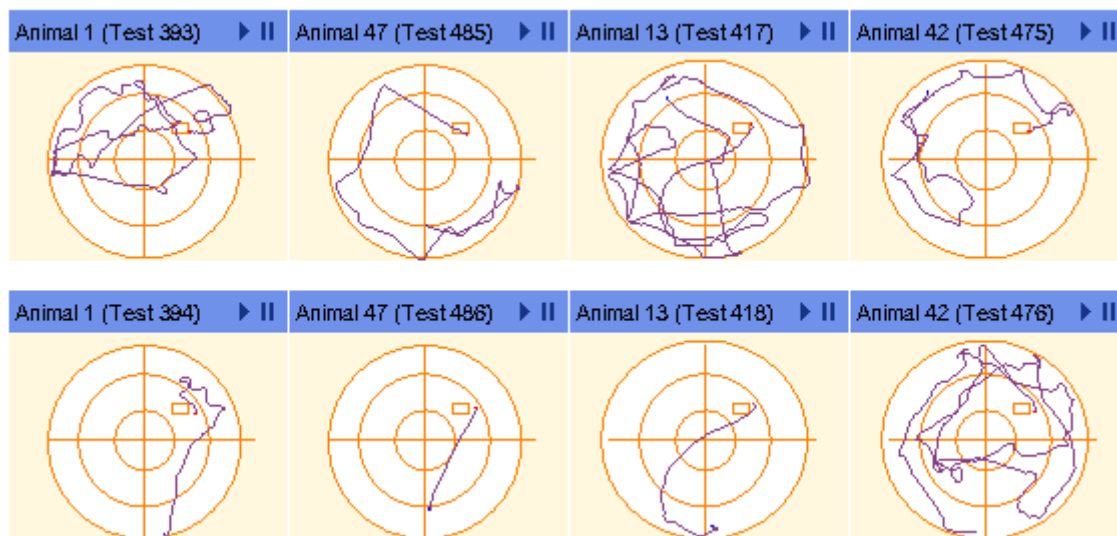 Animal 1 (Test 393)
Animal 47 (Test 485)
Animal 13 (Test 417)
Animal 42 (Test 475)
Animal 1 (Test 394)
Animal 47 (Test 486)
Animal 13 (Test 418)
Animal 42 (Test 476)